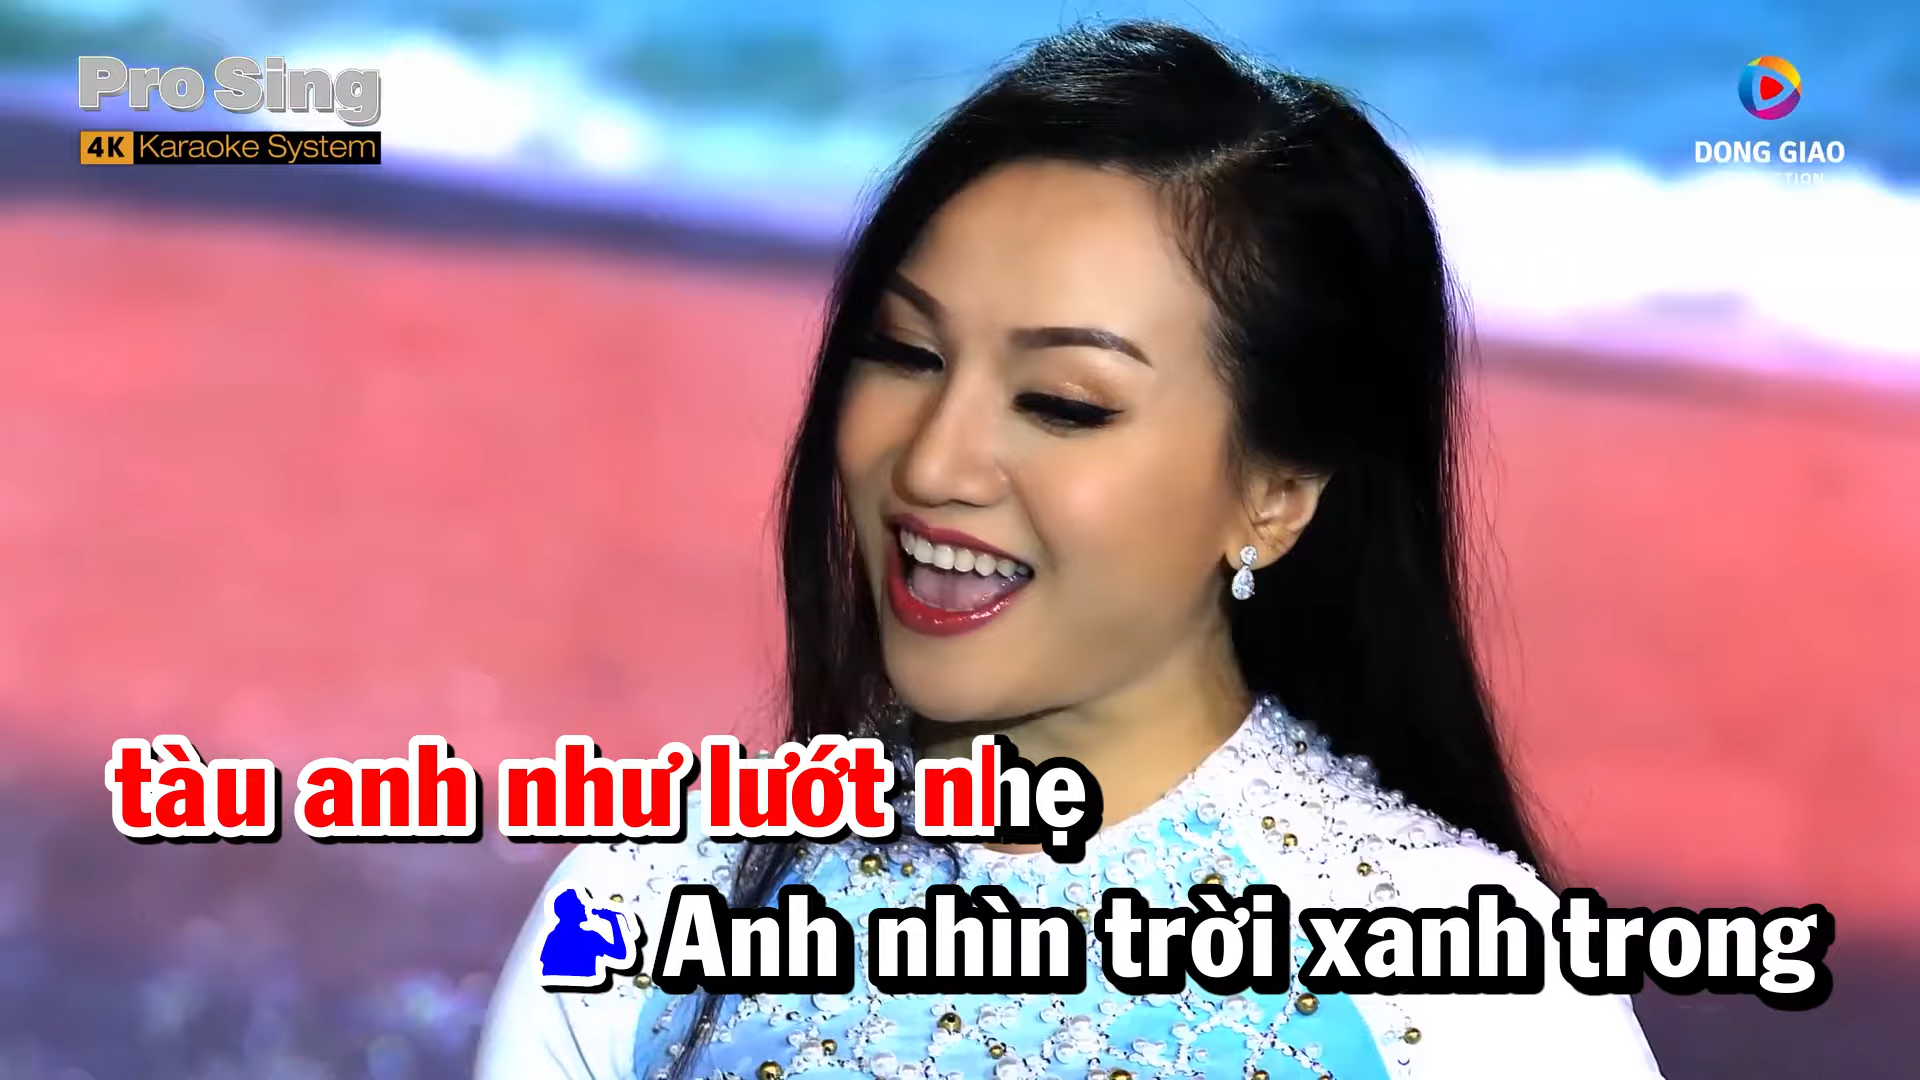 Pro Sing
4K Karaoke System
DONG GIAO
tàu anh như lướt nhẹ
Anh nhìn trời xanh trong